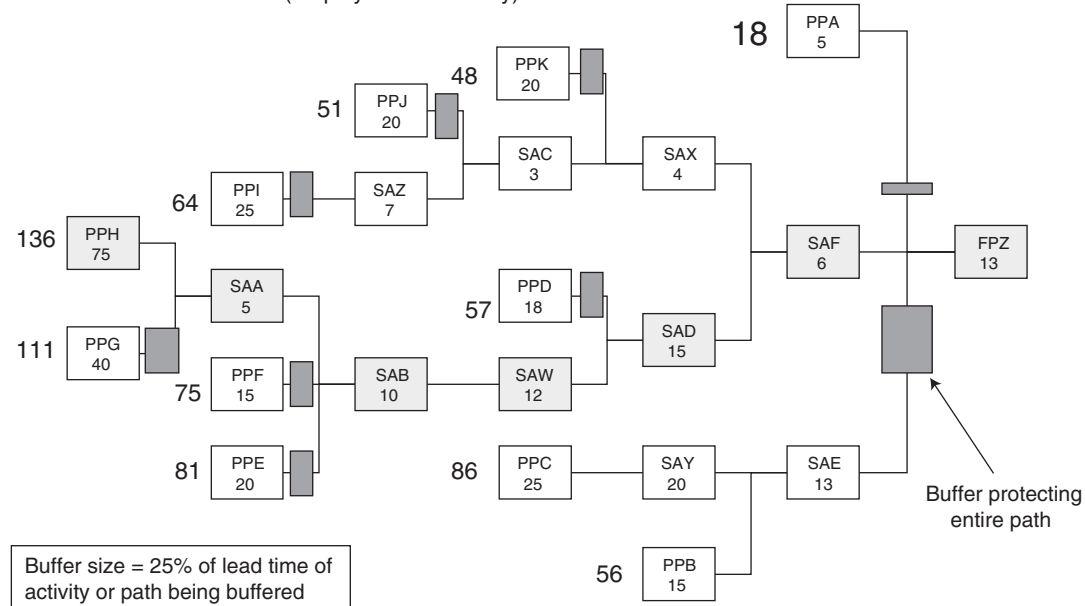 18
PPA
5
48
PPK
20
51
PPJ
20
SAC
3
SAX
4
64
PPI
25
SAZ
7
136
PPH
75
SAF
6
FPZ
13
SAA
5
57
PPD
18
SAD
15
111
PPG
40
75
PPF
15
SAB
10
SAW
12
81
PPE
20
86
PPC
25
SAY
20
SAE
13
Buffer protecting
entire path
Buffer size = 25% of lead time of
activity or path being buffered
56
PPB
15